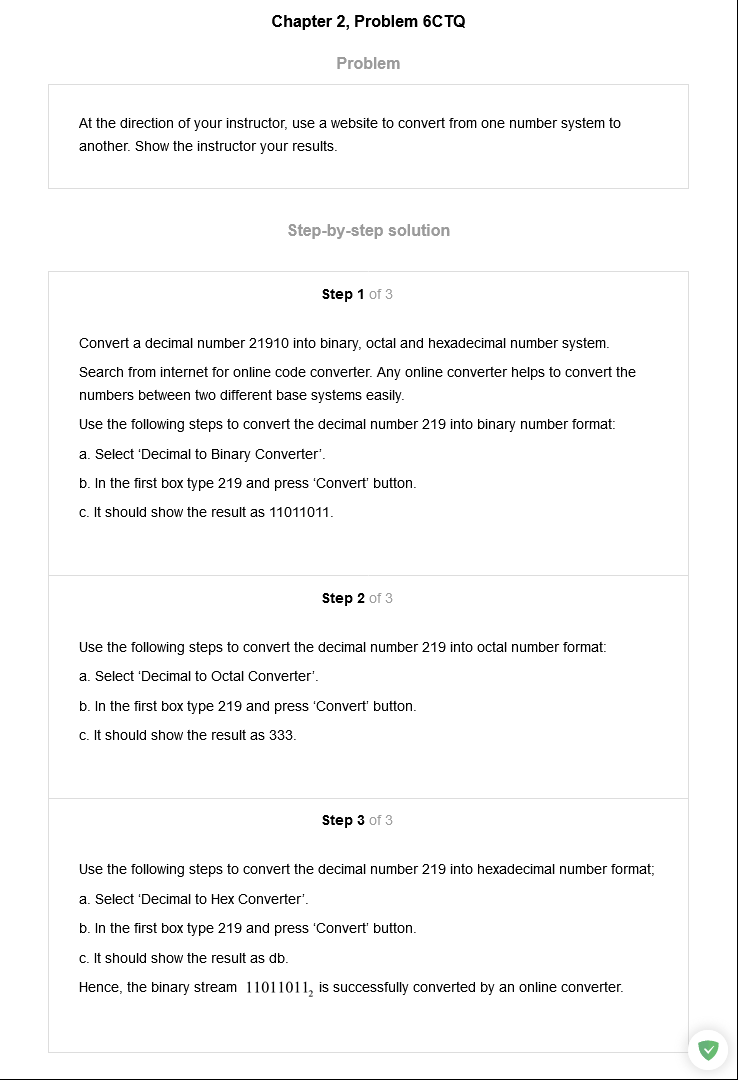 Chapter 2, Problem 6CTQ
Problem
At the direction of your instructor, use a website to convert from one number system to
another. Show the instructor your results.
Step-by-step solution
Step 1 of 3
Convert a decimal number 21910 into binary, octal and hexadecimal number system.
Search from internet for online code converter. Any online converter helps to convert the
numbers between two different base systems easily.
Use the following steps to convert the decimal number 219 into binary number format:
a. Select ‘Decimal to Binary Converter’.
b. In the first box type 219 and press ‘Convert’ button.
c. It should show the result as 11011011.
Step 2 of 3
Use the following steps to convert the decimal number 219 into octal number format:
a. Select ‘Decimal to Octal Converter’.
b. In the first box type 219 and press ‘Convert’ button.
c. It should show the result as 333.
Step 3 of 3
Use the following steps to convert the decimal number 219 into hexadecimal number format;
a. Select ‘Decimal to Hex Converter’.
b. In the first box type 219 and press ‘Convert’ button.
c. It should show the result as db.
Hence, the binary stream 11011011₂ is successfully converted by an online converter.